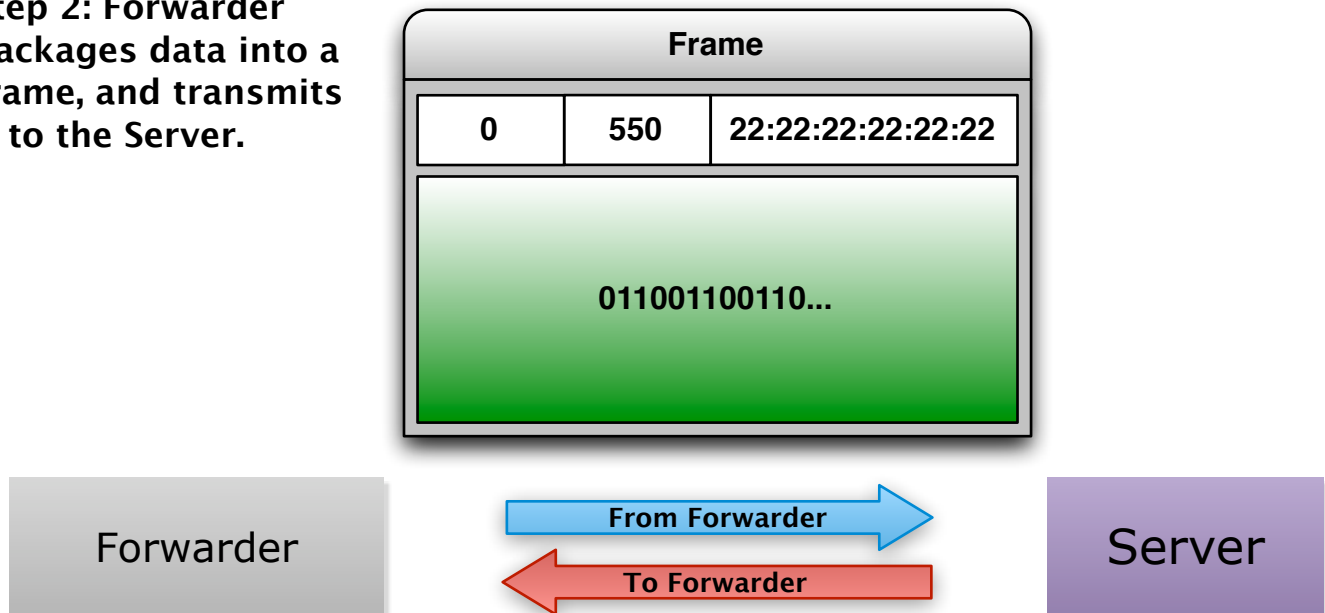 tep 2: Forwarder
ackages data into a
rame, and transmits
to the Server.
Frame
0 550 22:22:22:22:22:22
011001100110...
Forwarder
From Forwarder
To Forwarder
Server